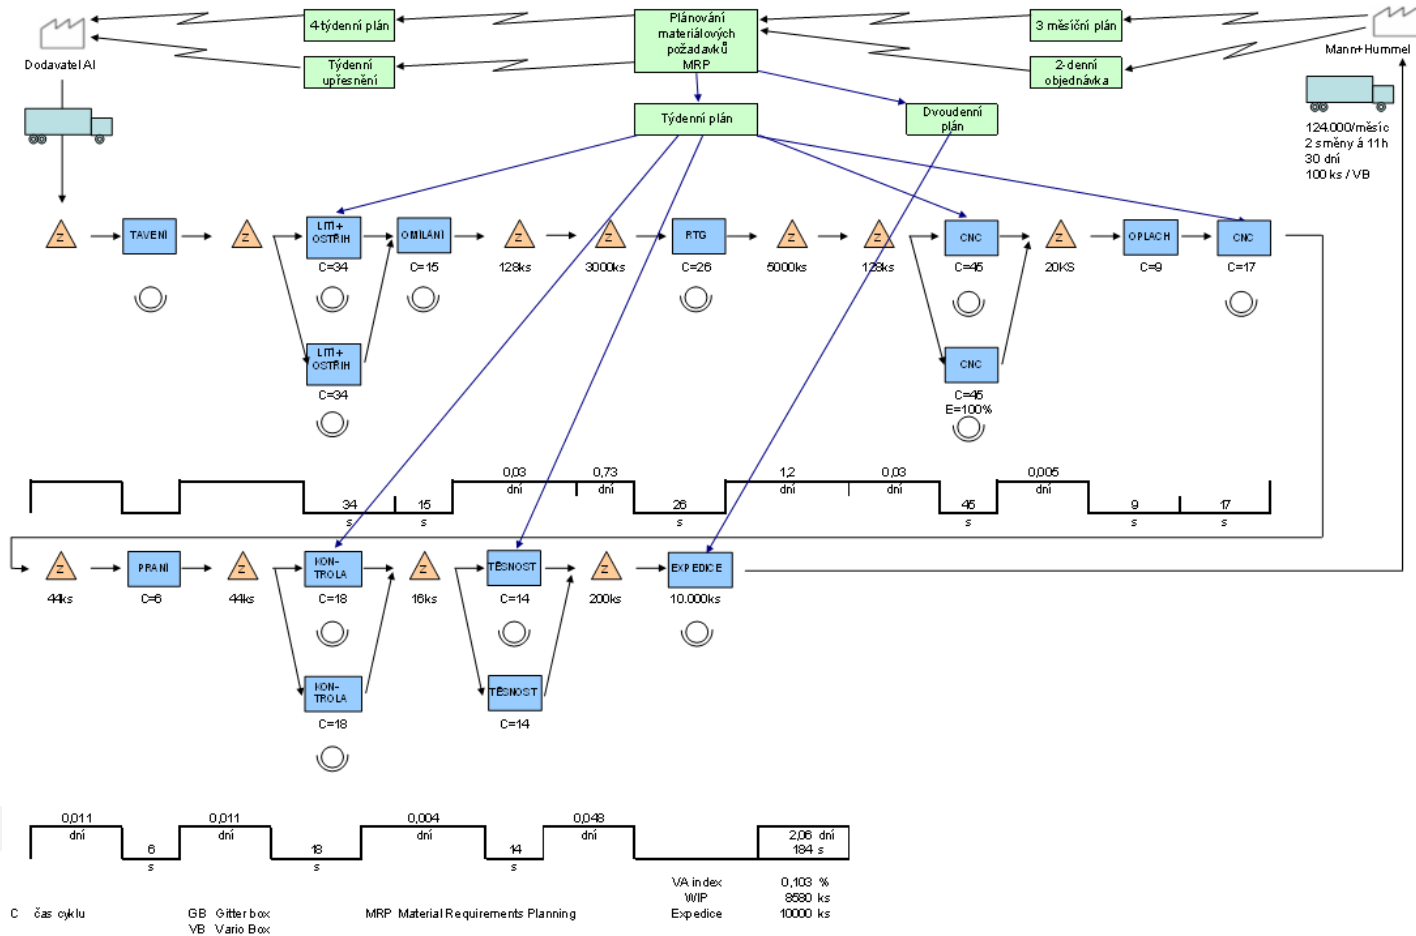 4-týdenní plán
Plánování
materiálových
požadavků
MRP
3 měsíční plán
Dodavatel Al
Týdenní
upřesnění
2-denní
objednávka
Mann+Hummel
Týdenní plán
Dvoudenní
plán
124.000/měsíc
2 směny á 11h
30 dní
100 ks / VB
Z
TAVENÍ
Z
LITÍ+
OSTŘIH
OMÍLÁNÍ
Z
Z
RTG
Z
Z
CNC
Z
OPLACH
CNC
C=34
C=15
128ks
3000ks
C=26
5000ks
128ks
C=45
20KS
C=9
C=17
LITÍ+
OSTŘIH
CNC
C=34
C=45
E=100%
0,03
dní
0,73
dní
1,2
dní
0,03
dní
0,005
dní
34
s
15
s
26
s
45
s
9
s
17
s
Z
PRANÍ
Z
KON-
TROLA
Z
TĚSNOST
Z
EXPEDICE
44ks
C=6
44ks
C=18
16ks
C=14
200ks
10.000ks
KON-
TROLA
TĚSNOST
C=18
C=14
0,011
dní
0,011
dní
0,004
dní
0,048
dní
6
s
18
s
14
s
2,06 dní
184 s
VA index 0,103 %
WIP 8580 ks
Expedice 10000 ks
C čas cyklu
GB Gitter box
VB Vario Box
MRP Material Requirements Planning